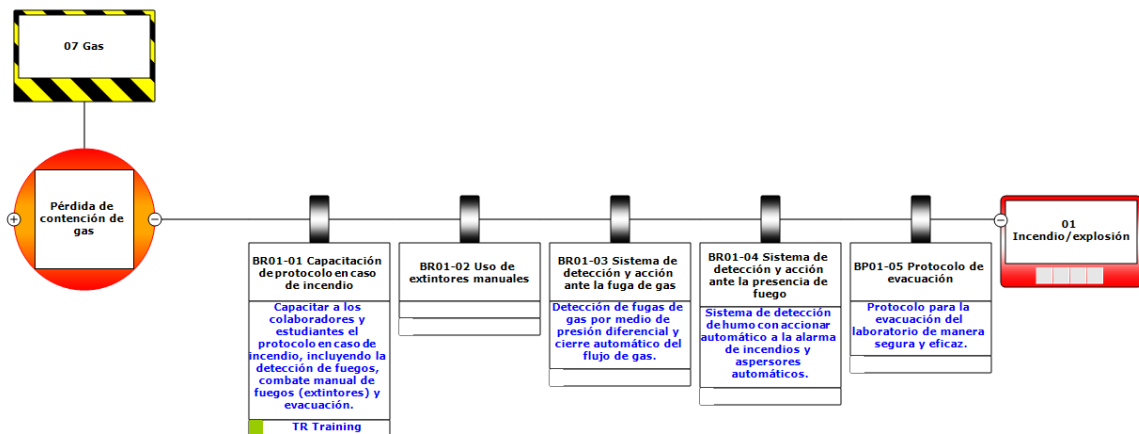 07 Gas
Pérdida de
contención de
gas
BR01-01 Capacitación
de protocolo en caso
de incendio
Capacitar a los
colaboradores y
estudiantes el
protocolo en caso de
incendio, incluyendo la
detección de fuegos,
combate manual de
fuegos (extintores) y
evacuación.
TR Training
BR01-02 Uso de
extintores manuales
BR01-03 Sistema de
detección y acción
ante la fuga de gas
Detección de fugas de
gas por medio de
presión diferencial y
cierre automático del
flujo de gas.
BR01-04 Sistema de
detección y acción
ante la presencia de
fuego
Sistema de detección
de humo con accionar
automático a la alarma
de incendios y
aspersores
automáticos.
BP01-05 Protocolo de
evacuación
Protocolo para la
evacuación del
laboratorio de manera
segura y eficaz.
01
Incendio/explosión